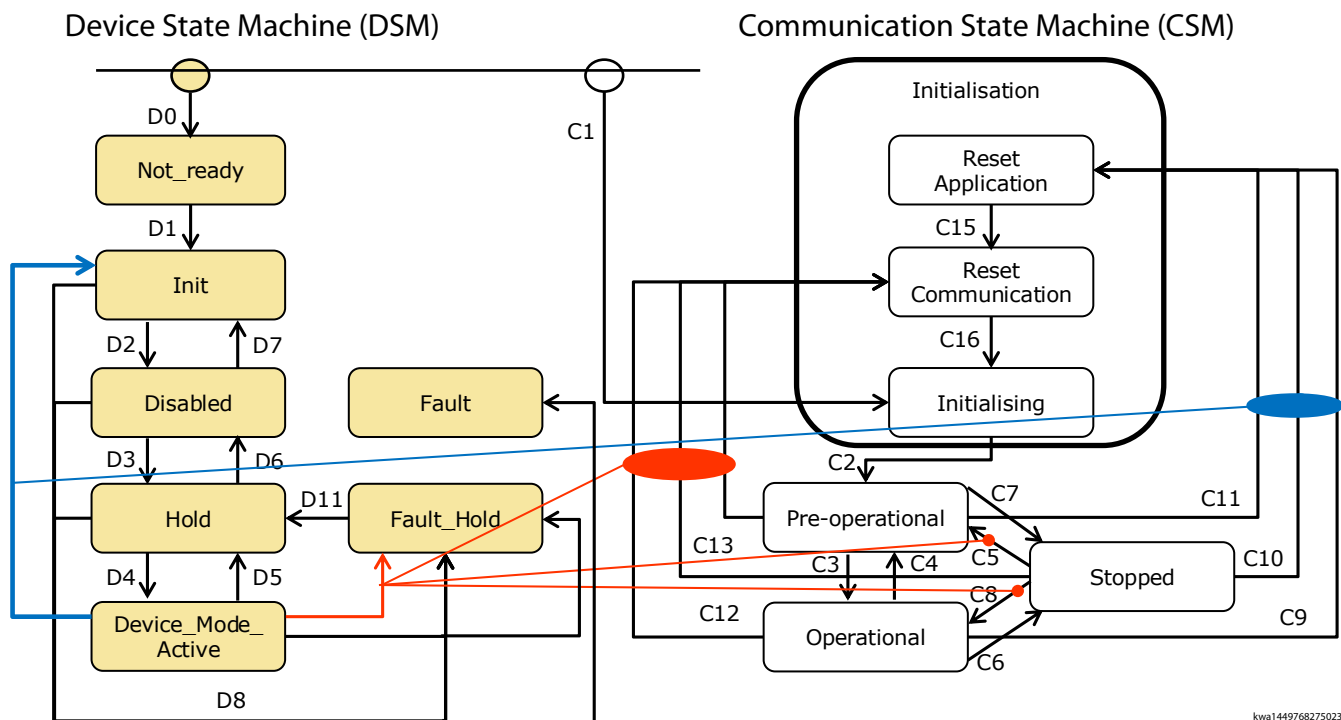 Device State Machine (DSM)
Communication State Machine (CSM)
D0
C1
Initialisation
Not_ready
Reset
Application
D1
C15
Init
Reset
Communication
D2
D7
C16
Disabled
Fault
Initialising
D3
D6
C2
D11
C7
C11
Hold
Fault_Hold
Pre-operational
C13
C5
D4
D5
C3
C4
Stopped
C10
C8
C12
C9
Device_Mode_
Active
Operational
C6
D8
kwa1449768275023